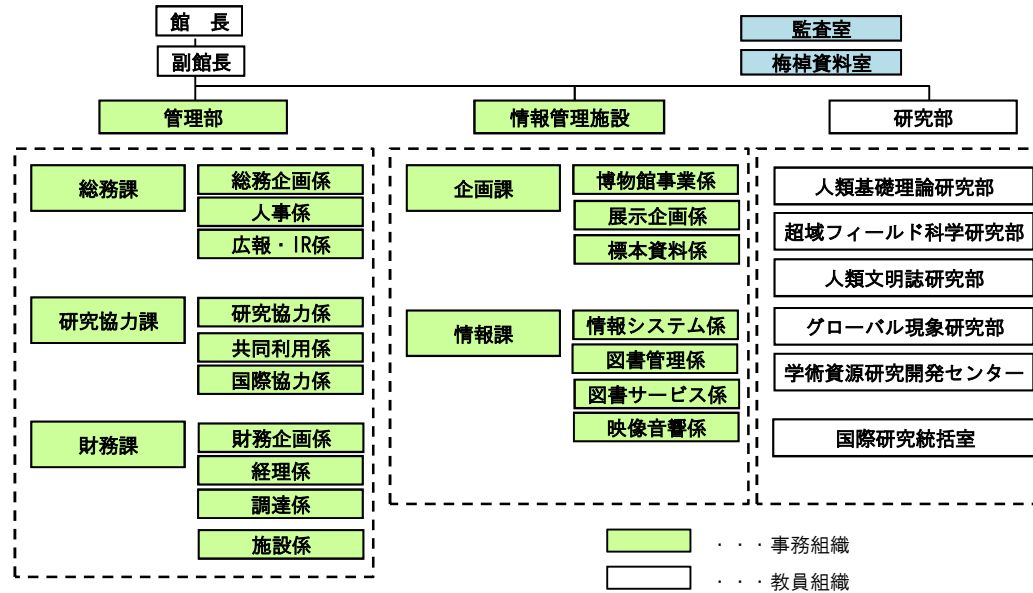 館　長
副館長
監査室
梅棹資料室
管理部
情報管理施設
研究部
総務課
総務企画係
人事係
広報・IR係
研究協力課
研究協力係
共同利用係
国際協力係
財務課
財務企画係
経理係
調達係
施設係
企画課
博物館事業係
展示企画係
標本資料係
情報課
情報システム係
図書管理係
図書サービス係
映像音響係
人類基礎理論研究部
超域フィールド科学研究部
人類文明誌研究部
グローバル現象研究部
学術資源研究開発センター
国際研究統括室
・・・事務組織
・・・教員組織